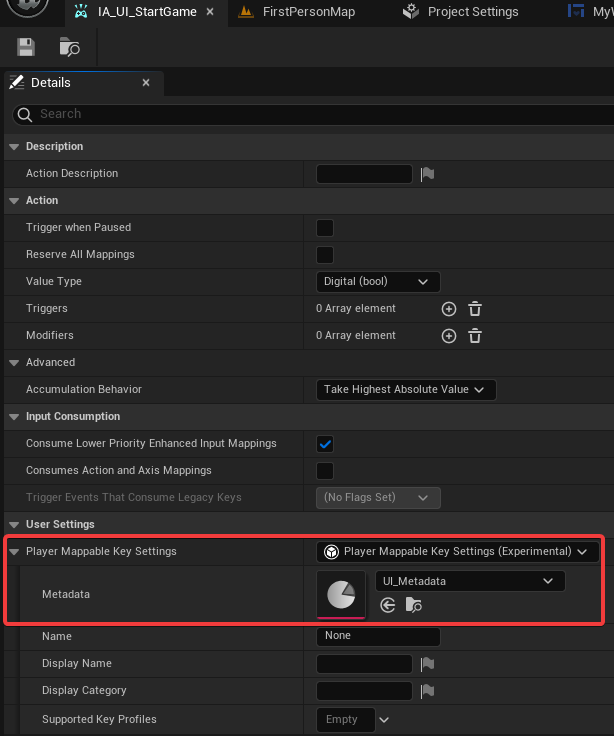 IA_UI_StartGame FirstPersonMap Project Settings MyW
Details
Search
Description
Action Description
Action
Trigger when Paused
Reserve All Mappings
Value Type Digital (bool)
Triggers 0 Array element
Modifiers 0 Array element
Advanced
Accumulation Behavior Take Highest Absolute Value
Input Consumption
Consume Lower Priority Enhanced Input Mappings
Consumes Action and Axis Mappings
Trigger Events That Consume Legacy Keys (No Flags Set)
User Settings
Player Mappable Key Settings Player Mappable Key Settings (Experimental)
Metadata UI_Metadata
Name None
Display Name
Display Category
Supported Key Profiles Empty